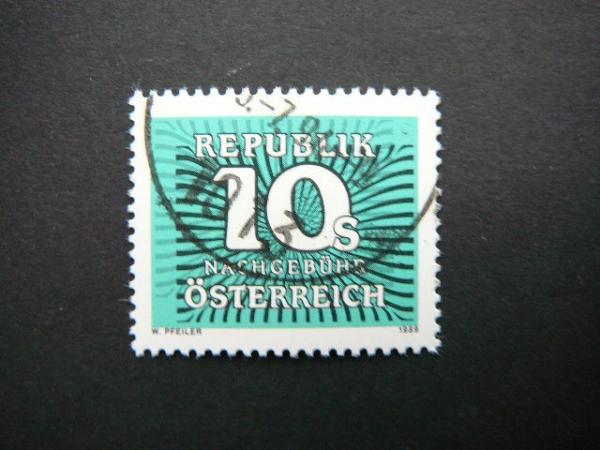 REPUBLIK
10S
NACHGEBÜHR
ÖSTERREICH
W. PFEILER 1989